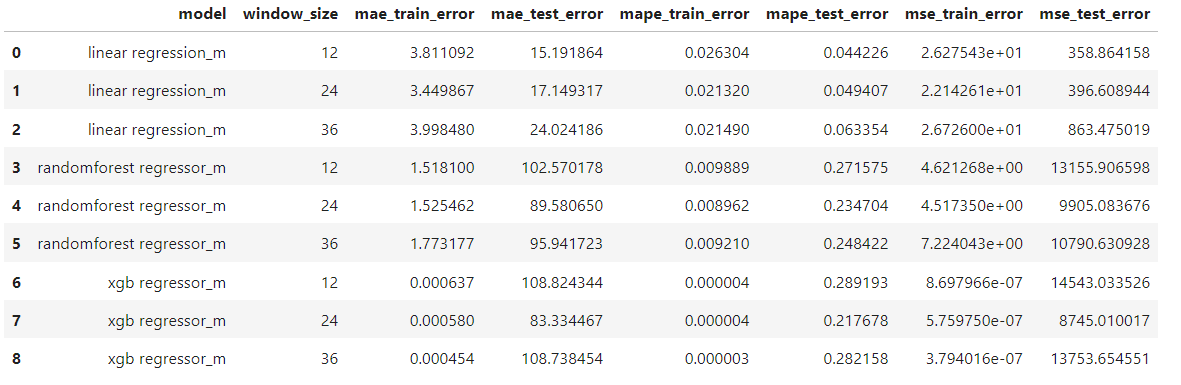 model window_size mae_train_error mae_test_error mape_train_error mape_test_error mse_train_error mse_test_error
0 linear regression_m 12 3.811092 15.191864 0.026304 0.044226 2.627543e+01 358.864158
1 linear regression_m 24 3.449867 17.149317 0.021320 0.049407 2.214261e+01 396.608944
2 linear regression_m 36 3.998480 24.024186 0.021490 0.063354 2.672600e+01 863.475019
3 randomforest regressor_m 12 1.518100 102.570178 0.009889 0.271575 4.621268e+00 13155.906598
4 randomforest regressor_m 24 1.525462 89.580650 0.008962 0.234704 4.517350e+00 9905.083676
5 randomforest regressor_m 36 1.773177 95.941723 0.009210 0.248422 7.224043e+00 10790.630928
6 xgb regressor_m 12 0.000637 108.824344 0.000004 0.289193 8.697966e-07 14543.033526
7 xgb regressor_m 24 0.000580 83.334467 0.000004 0.217678 5.759750e-07 8745.010017
8 xgb regressor_m 36 0.000454 108.738454 0.000003 0.282158 3.794016e-07 13753.654551